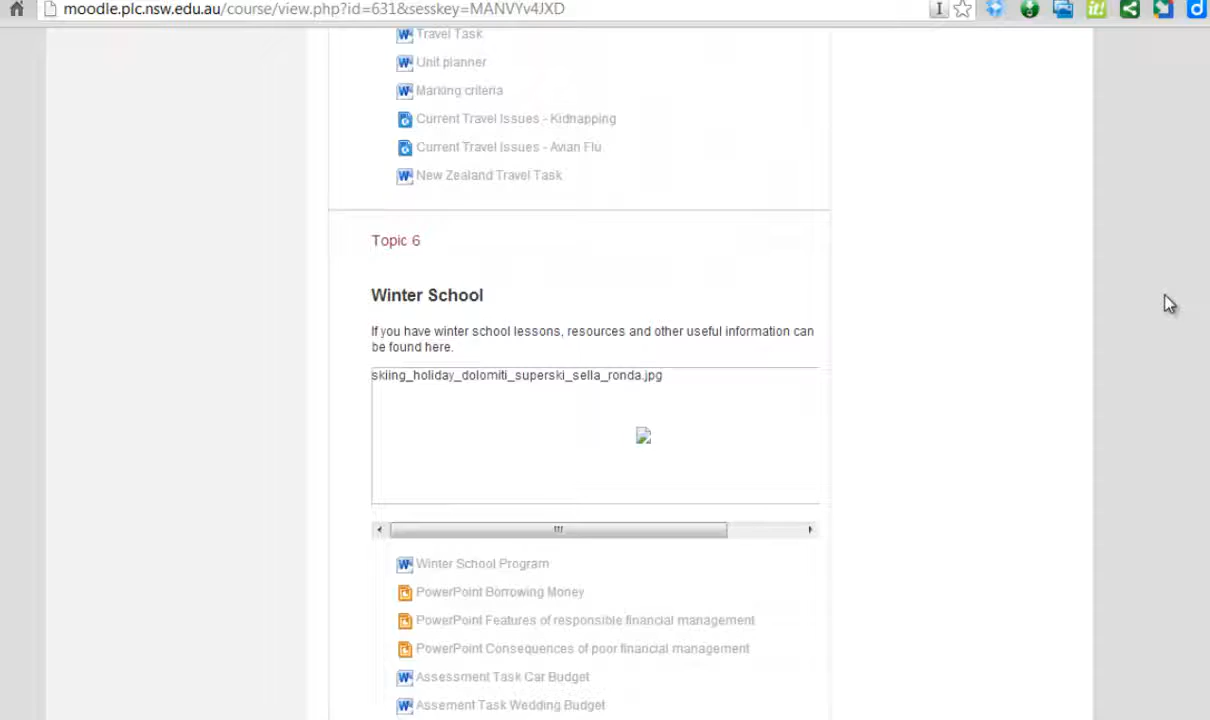 moodle.plc.nsw.edu.au/course/view.php?id=631&sesskey=MANVYv4JXD
Travel Task
Unit planner
Marking criteria
Current Travel Issues - Kidnapping
Current Travel Issues - Avian Flu
New Zealand Travel Task
Topic 6
Winter School
If you have winter school lessons, resources and other useful information can
be found here.
skiing_holiday_dolomiti_superski_sella_ronda.jpg
Winter School Program
PowerPoint Borrowing Money
PowerPoint Features of responsible financial management
PowerPoint Consequences of poor financial management
Assessment Task Car Budget
Assement Task Wedding Budget